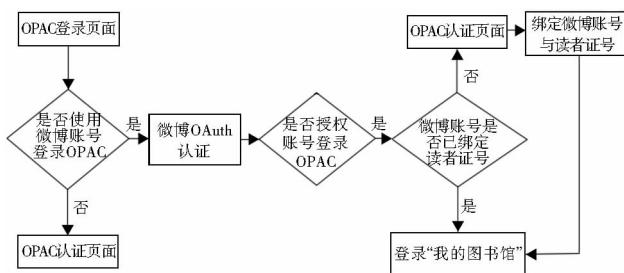 OPAC登录页面
是否使用
微博账号
登录OPAC
是
否
OPAC认证页面
微博OAuth
认证
是否授权
账号登录
OPAC
是
微博账号是
否已绑定
读者证号
否
是
OPAC认证页面
绑定微博账号
与读者证号
登录“我的图书馆”